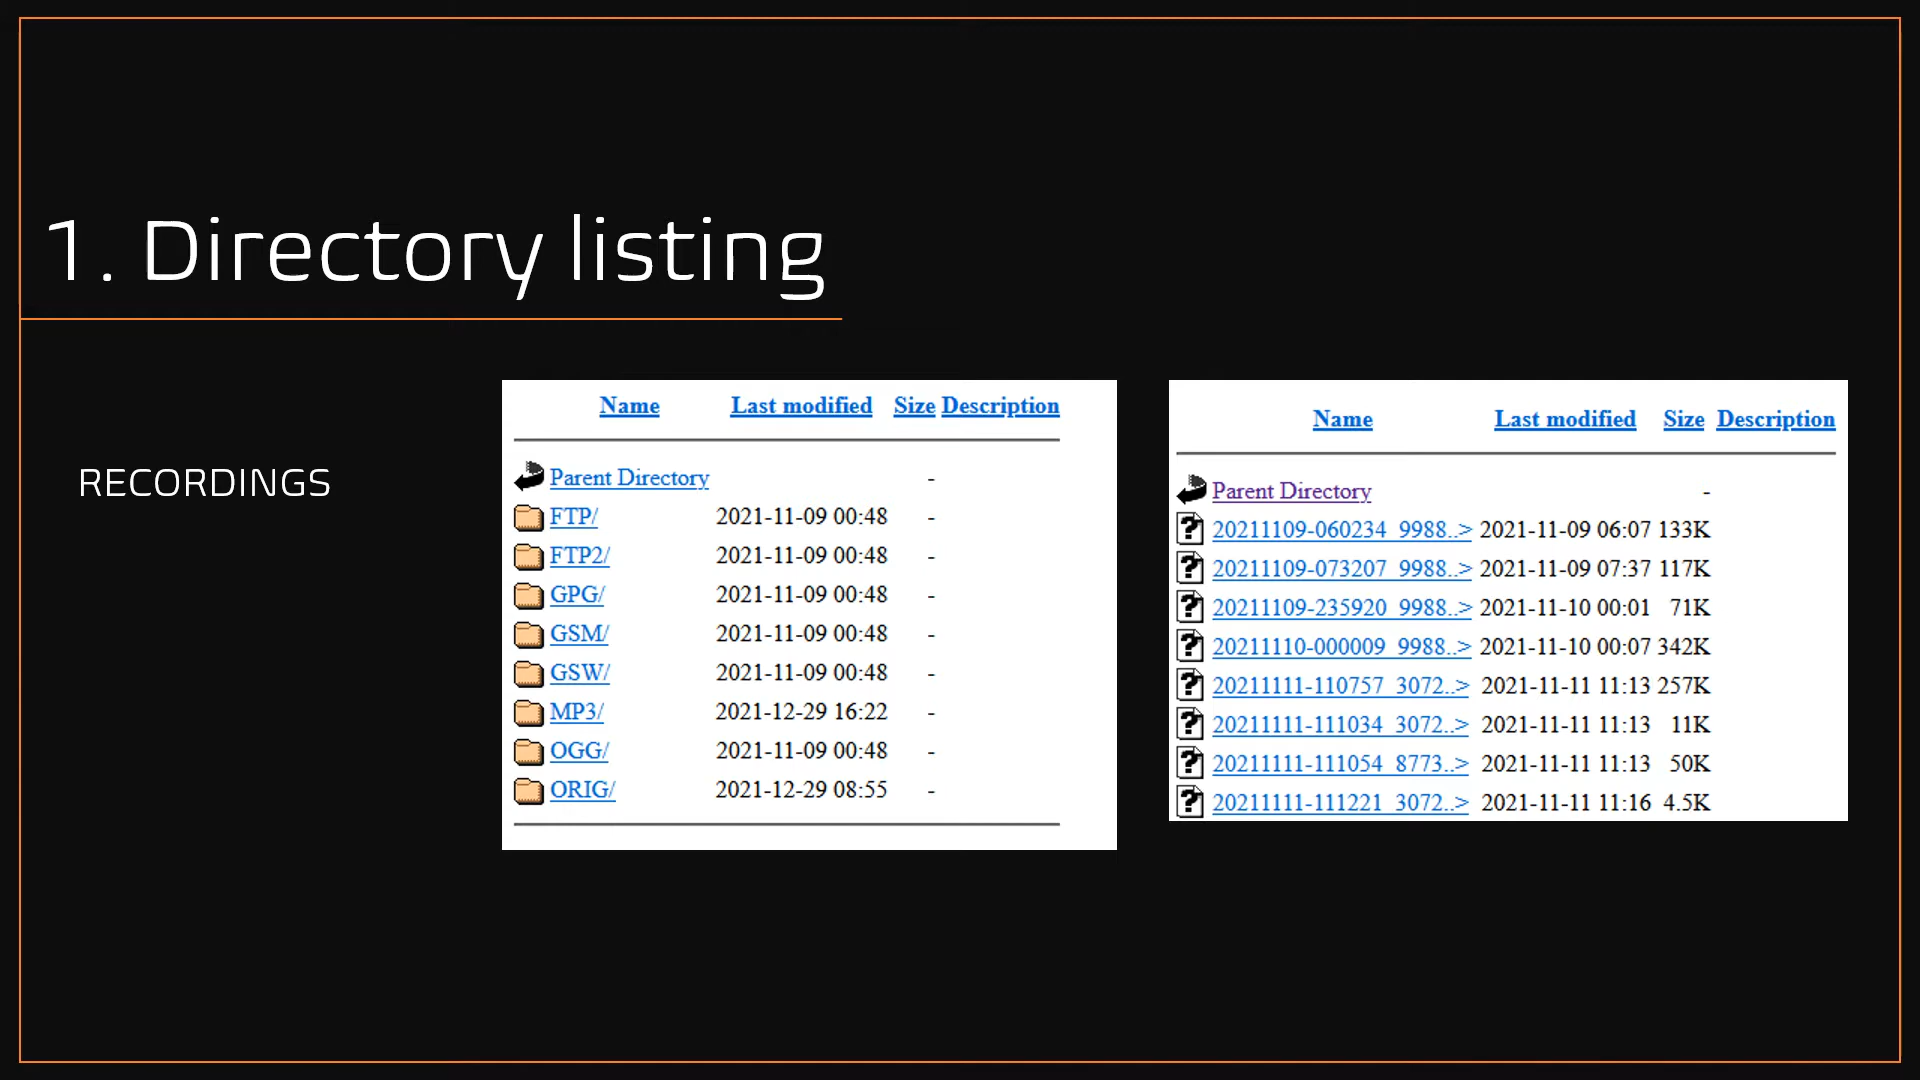 1. Directory listing
RECORDINGS
Name Last modified Size Description
Parent Directory -
FTP/ 2021-11-09 00:48 -
FTP2/ 2021-11-09 00:48 -
GPG/ 2021-11-09 00:48 -
GSM/ 2021-11-09 00:48 -
GSW/ 2021-11-09 00:48 -
MP3/ 2021-12-29 16:22 -
OGG/ 2021-11-09 00:48 -
ORIG/ 2021-12-29 08:55 -
Name Last modified Size Description
Parent Directory -
20211109-060234_9988..> 2021-11-09 06:07 133K
20211109-073207_9988..> 2021-11-09 07:37 117K
20211109-235920_9988..> 2021-11-10 00:01 71K
20211110-000009_9988..> 2021-11-10 00:07 342K
20211111-110757_3072..> 2021-11-11 11:13 257K
20211111-111034_3072..> 2021-11-11 11:13 11K
20211111-111054_8773..> 2021-11-11 11:13 50K
20211111-111221_3072..> 2021-11-11 11:16 4.5K